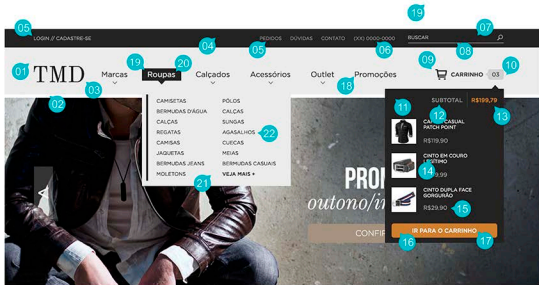 19
05
07
LOGIN // CADASTRE-SE
04
PEDIDOS DÚVIDAS CONTATO (XX) 0000-0000
BUSCAR
05
06
08
01
TMD
19
20
Marcas Roupas Calçados Acessórios Outlet Promoções
18
09
CARRINHO 03
10
03
02
CAMISETAS PÓLOS
BERMUDAS D'ÁGUA CALÇAS
CALÇAS SUNGAS
REGATAS AGASALHOS
22
CAMISAS CUECAS
JAQUETAS MEIAS
BERMUDAS JEANS BERMUDAS CASUAIS
MOLETONS VEJA MAIS +
21
SUBTOTAL R$199,79
11
12
13
CASUAL
PATCH POINT
R$119,90
CINTO EM COURO
14
CINTO DUPLA FACE
GORGURÃO
R$29,90
15
IR PARA O CARRINHO
16
17
PRO
outono/in
CONFI